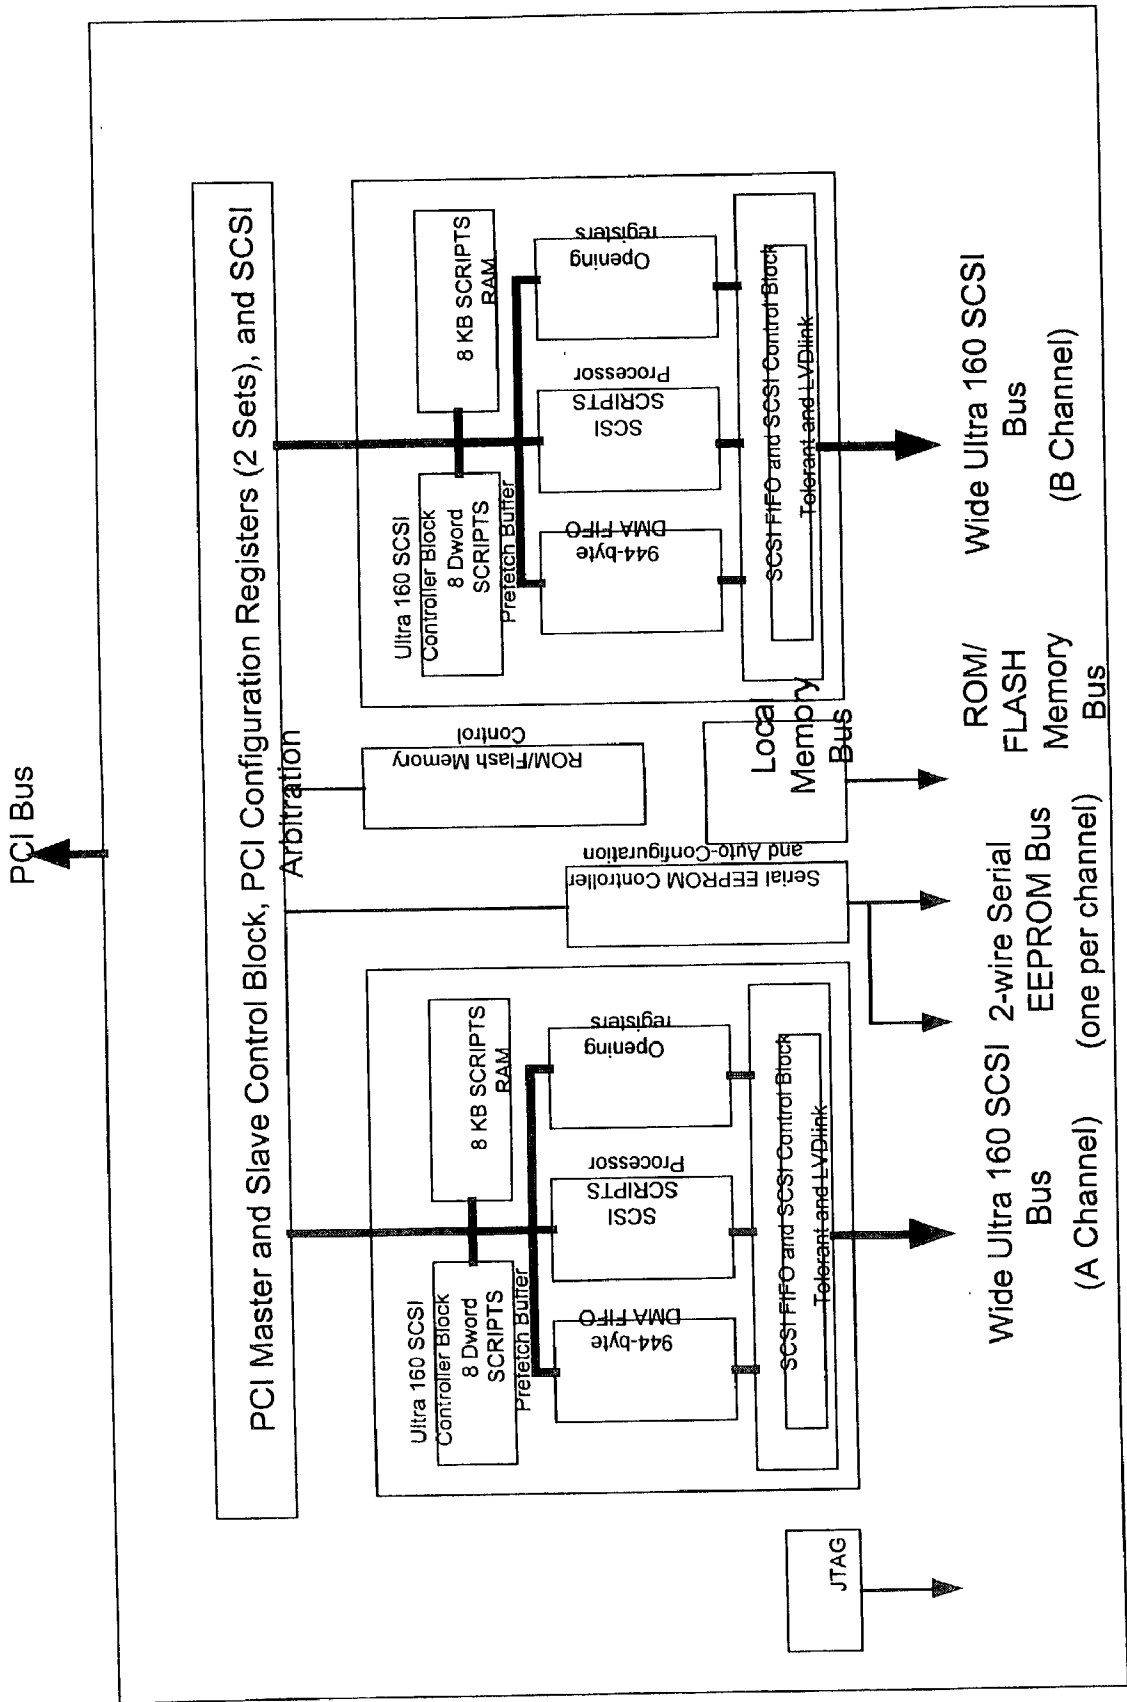 PCI Bus
PCI Master and Slave Control Block, PCI Configuration Registers (2 Sets), and SCSI
Arbitration
Ultra 160 SCSI
Controller Block
8 Dword
SCRIPTS
Prefetch Buffer
8 KB SCRIPTS
RAM
944-byte
DMA FIFO
SCSI
SCRIPTS
Processor
Opening
registers
SCSI FIFO and SCSI Control Block
Tolerant and LVDlink
Serial EEPROM Controller
and Auto-Configuration
ROM/Flash Memory
Control
Local
Memory
Bus
Ultra 160 SCSI
Controller Block
8 Dword
SCRIPTS
Prefetch Buffer
8 KB SCRIPTS
RAM
944-byte
DMA FIFO
SCSI
SCRIPTS
Processor
Opening
registers
SCSI FIFO and SCSI Control Block
Tolerant and LVDlink
JTAG
Wide Ultra 160 SCSI
Bus
(A Channel)
2-wire Serial
EEPROM Bus
(one per channel)
ROM/
FLASH
Memory
Bus
Wide Ultra 160 SCSI
Bus
(B Channel)